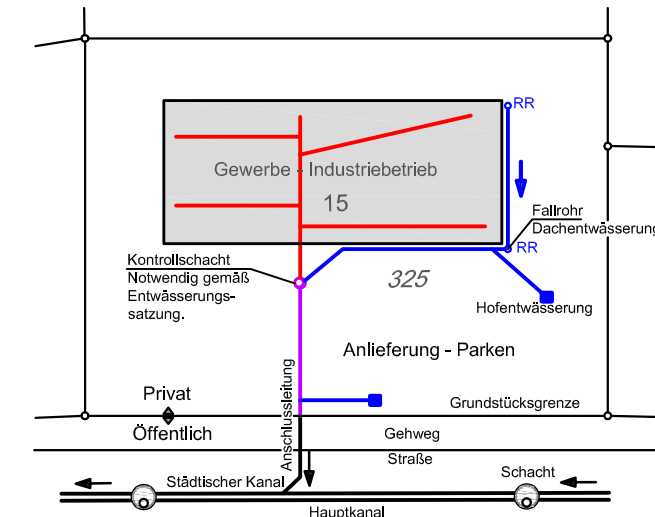 RR
Gewerbe - Industriebetrieb
15
Fallrohr
Dachentwässerung
RR
Kontrollschacht
Notwendig gemäß
Entwässerungs-
satzung.
325
Hofentwässerung
Anlieferung - Parken
Anschlussleitung
Privat
Grundstücksgrenze
Öffentlich
Gehweg
Straße
Städtischer Kanal
Schacht
Hauptkanal